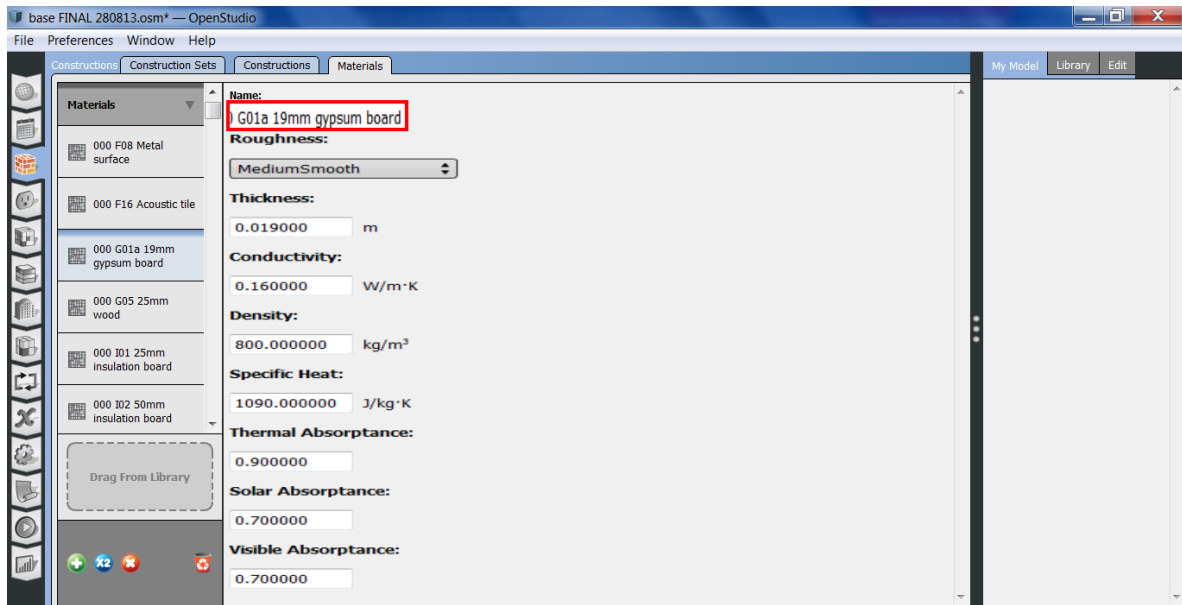 base FINAL 280813.osm* — OpenStudio
File Preferences Window Help
Constructions Construction Sets Constructions Materials
My Model Library Edit
Materials
000 F08 Metal
surface
000 F16 Acoustic tile
000 G01a 19mm
gypsum board
000 G05 25mm
wood
000 I01 25mm
insulation board
000 I02 50mm
insulation board
Drag From Library
X2
Name:
) G01a 19mm gypsum board
Roughness:
MediumSmooth
Thickness:
0.019000 m
Conductivity:
0.160000 W/m·K
Density:
800.000000 kg/m³
Specific Heat:
1090.000000 J/kg·K
Thermal Absorptance:
0.900000
Solar Absorptance:
0.700000
Visible Absorptance:
0.700000